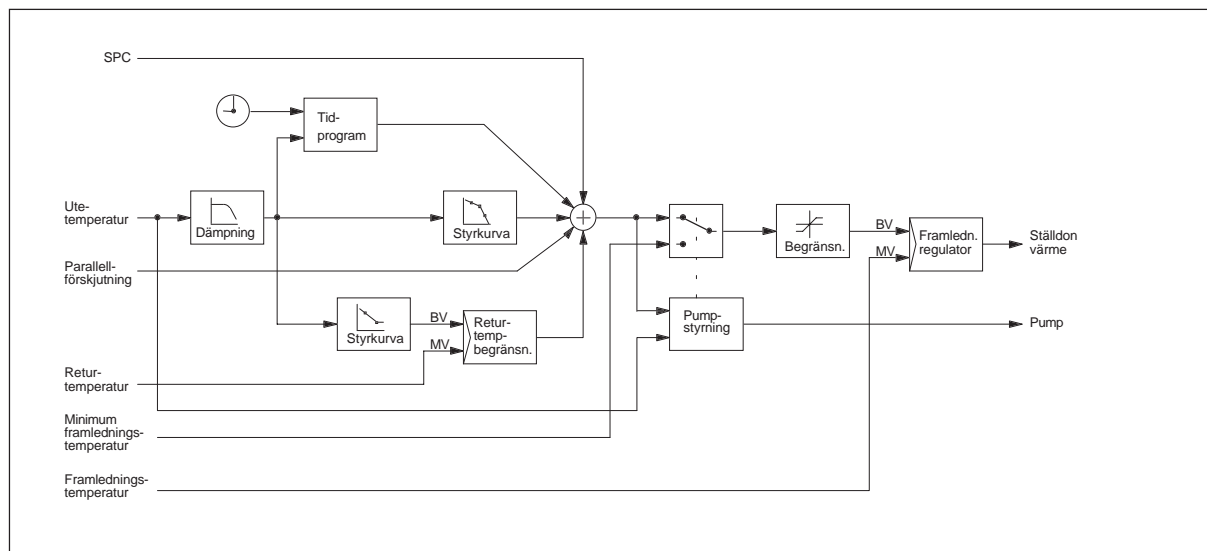 SPC
Tid-
program
Ute-
temperatur
Dämpning
Styrkurva
Begränsn.
BV
MV
Framledn.
regulator
Ställdon
värme
Parallell-
förskjutning
Styrkurva
BV
MV
Retur-
temp-
begränsn.
Pump-
styrning
Pump
Retur-
temperatur
Minimum
framlednings-
temperatur
Framlednings-
temperatur